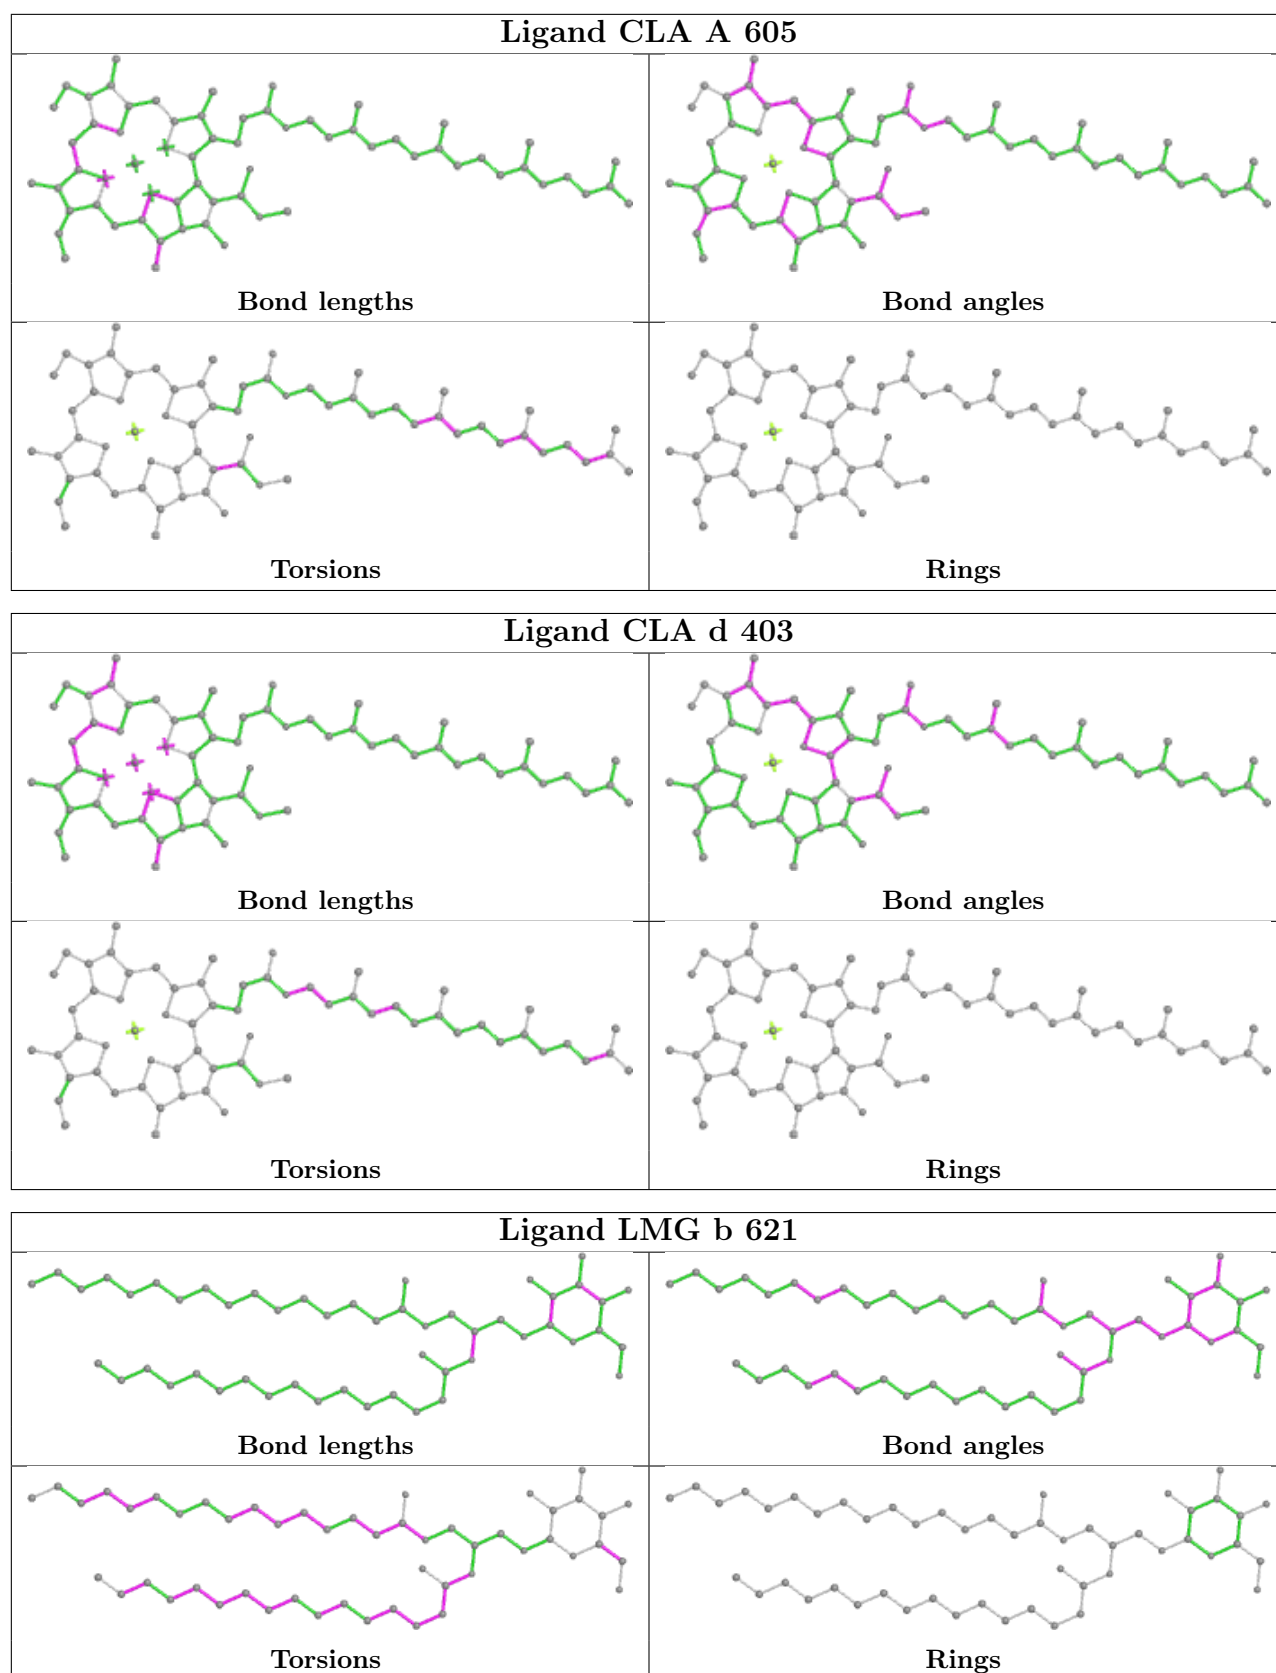 Ligand CLA A 605
Bond lengths
Bond angles
Torsions
Rings
Ligand CLA d 403
Bond lengths
Bond angles
Torsions
Rings
Ligand LMG b 621
Bond lengths
Bond angles
Torsions
Rings